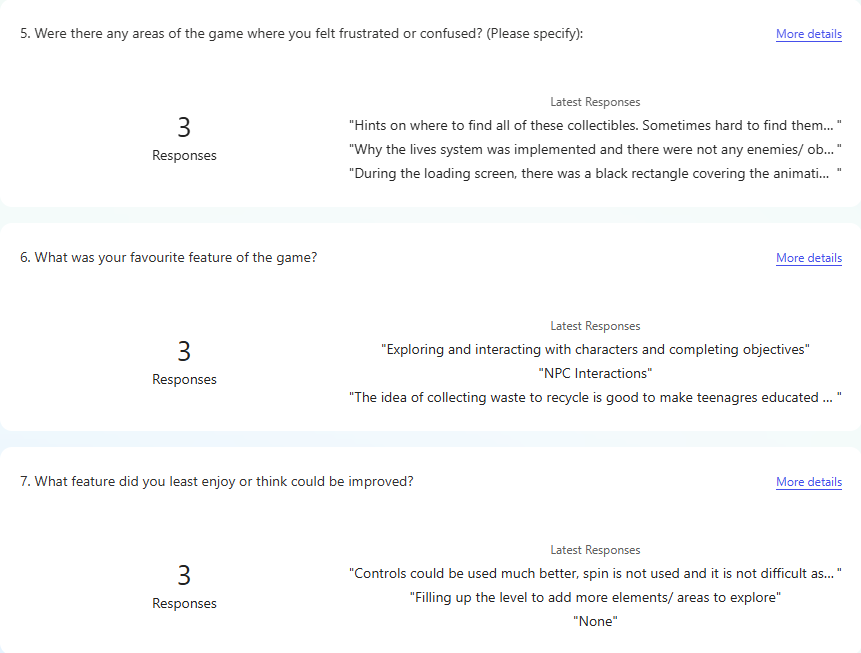 5. Were there any areas of the game where you felt frustrated or confused? (Please specify):
More details
3
Responses
Latest Responses
"Hints on where to find all of these collectibles. Sometimes hard to find them... "
"Why the lives system was implemented and there were not any enemies/ ob... "
"During the loading screen, there was a black rectangle covering the animati... "
6. What was your favourite feature of the game?
More details
3
Responses
Latest Responses
"Exploring and interacting with characters and completing objectives"
"NPC Interactions"
"The idea of collecting waste to recycle is good to make teenagres educated ... "
7. What feature did you least enjoy or think could be improved?
More details
3
Responses
Latest Responses
"Controls could be used much better, spin is not used and it is not difficult as... "
"Filling up the level to add more elements/ areas to explore"
"None"